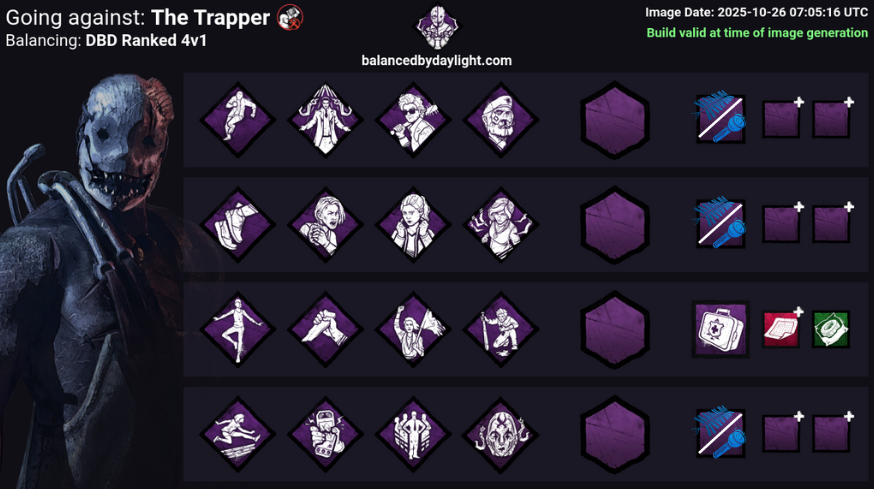 Going against: The Trapper
Balancing: DBD Ranked 4v1
balancedbydaylight.com
Image Date: 2025-10-26 07:05:16 UTC
Build valid at time of image generation